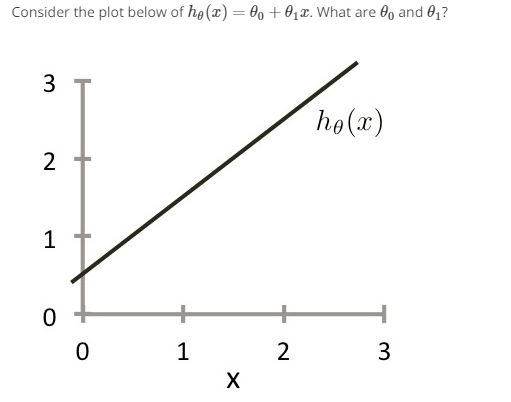 Consider the plot below of hθ(x) = θ0 + θ1x. What are θ0 and θ1?
3
hθ(x)
2
1
0
0 1 2 3
x